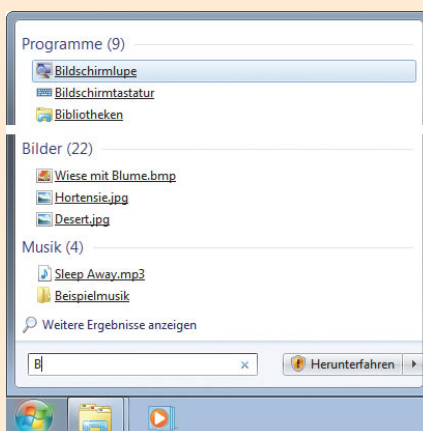 Programme (9)
Bildschirmlupe
Bildschirmtastatur
Bibliotheken
Bilder (22)
Wiese mit Blume.bmp
Hortensie.jpg
Desert.jpg
Musik (4)
Sleep Away.mp3
Beispielmusik
Weitere Ergebnisse anzeigen
B
Herunterfahren